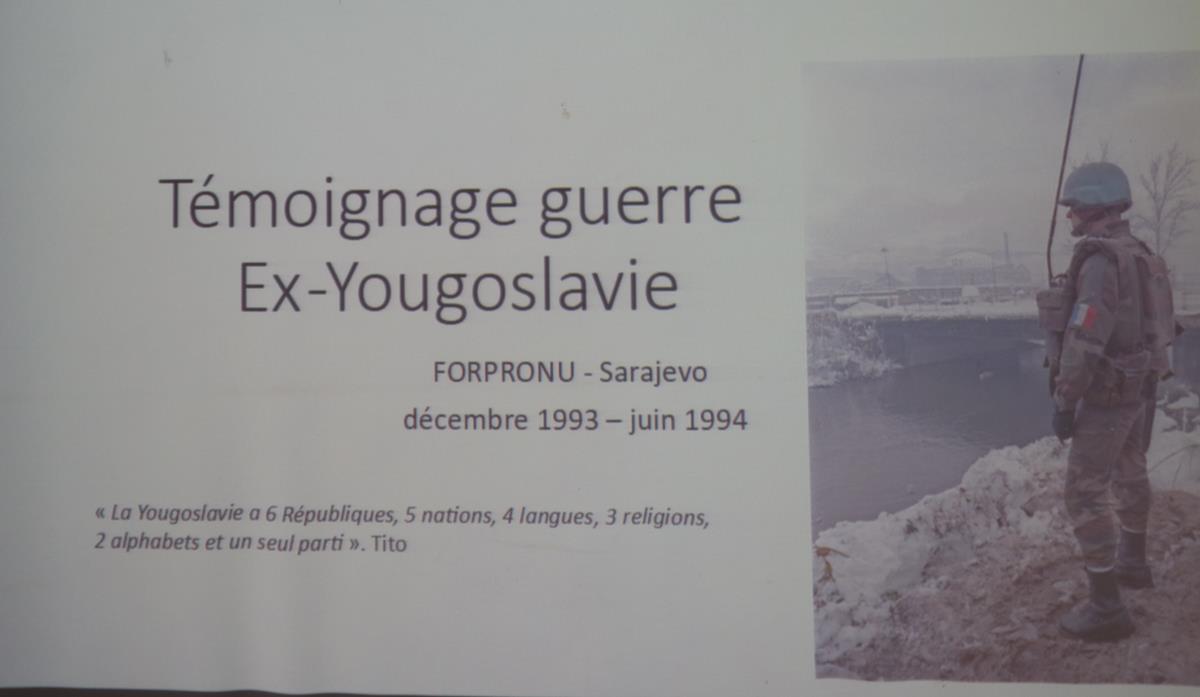 Témoignage guerre
Ex-Yougoslavie
FORPRONU - Sarajevo
décembre 1993 – juin 1994
« La Yougoslavie a 6 Républiques, 5 nations, 4 langues, 3 religions,
2 alphabets et un seul parti ». Tito